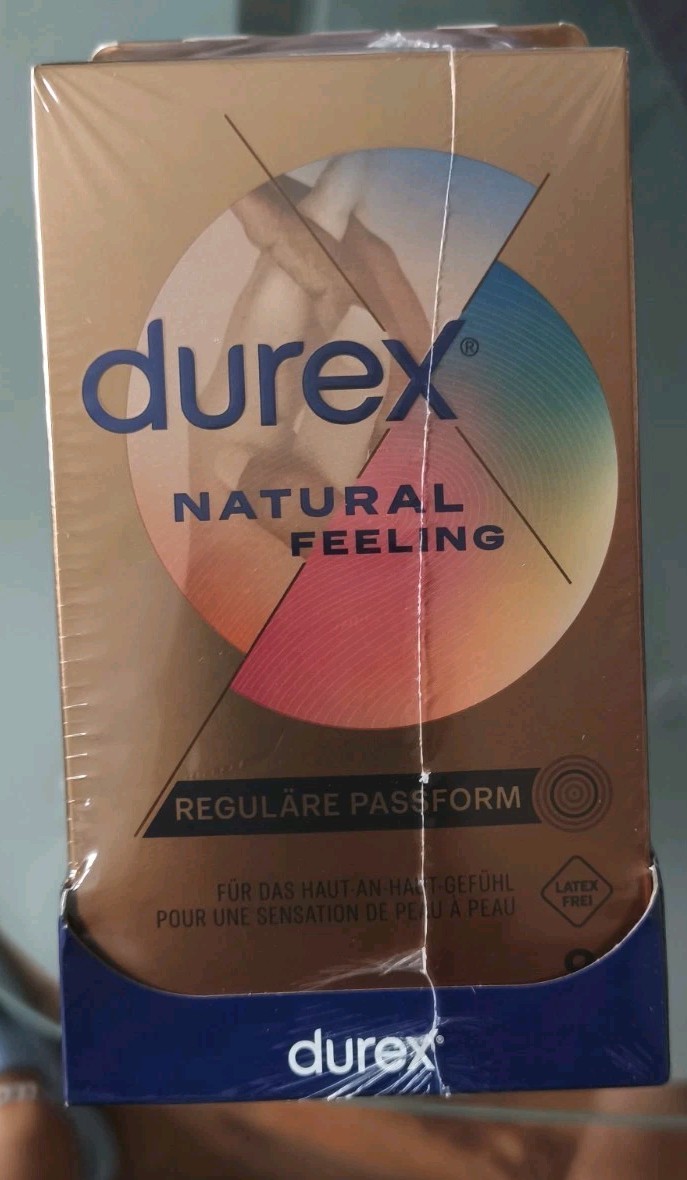 durex®
NATURAL
FEELING
REGULÄRE PASSFORM
FÜR DAS HAUT-AN-HAUT-GEFÜHL
POUR UNE SENSATION DE PEAU À PEAU
LATEX
FREI
durex®